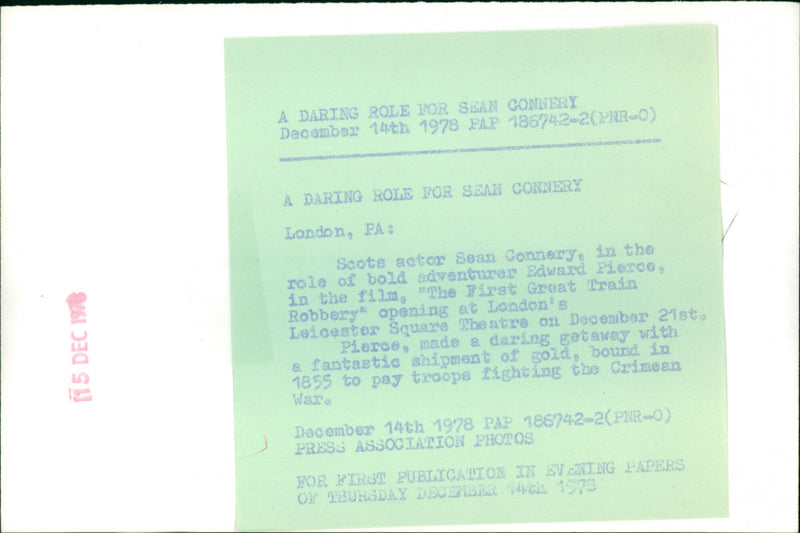 A DARING ROLE FOR SEAN CONNERY
December 14th 1978 PAP 186742-2(PNR-O)
A DARING ROLE FOR SEAN CONNERY
London, PA:
Scots actor Sean Connery, in the
role of bold adventurer Edward Pierce,
in the film, "The First Great Train
Robbery" opening at London's
Leicester Square Theatre on December 21st.
Pierce, made a daring getaway with
a fantastic shipment of gold, bound in
1855 to pay troops fighting the Crimean
War.
December 14th 1978 PAP 186742-2(PNR-O)
PRESS ASSOCIATION PHOTOS
FOR FIRST PUBLICATION IN EVENING PAPERS
OF THURSDAY DECEMBER 14th 1978
15 DEC 1978